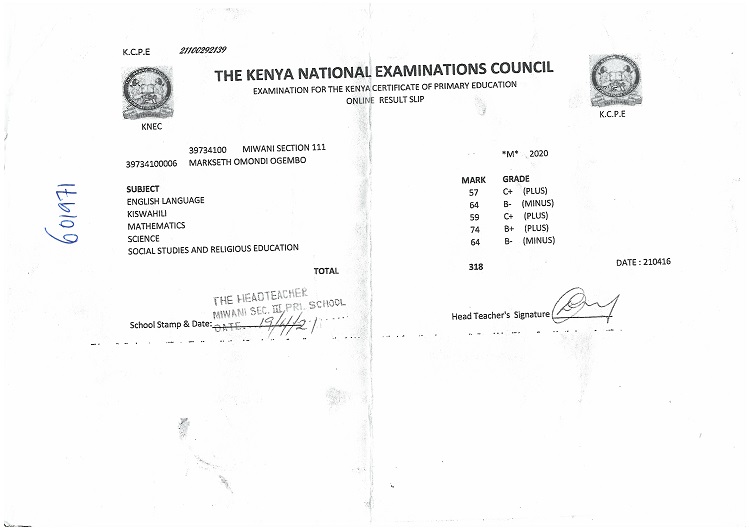 K.C.P.E 21100292139
THE KENYA NATIONAL EXAMINATIONS COUNCIL
EXAMINATION FOR THE KENYA CERTIFICATE OF PRIMARY EDUCATION
ONLINE RESULT SLIP
KNEC
K.C.P.E
39734100 MIWANI SECTION 111
39734100006 MARKSETH OMONDI OGEMBO
*M* 2020
601971
SUBJECT MARK GRADE
ENGLISH LANGUAGE 57 C+ (PLUS)
KISWAHILI 64 B- (MINUS)
MATHEMATICS 59 C+ (PLUS)
SCIENCE 74 B+ (PLUS)
SOCIAL STUDIES AND RELIGIOUS EDUCATION 64 B- (MINUS)
TOTAL 318 DATE : 210416
THE HEADTEACHER
MIWANI SEC. III PRI. SCHOOL
DATE 19/4/21
School Stamp & Date:
Head Teacher's Signature